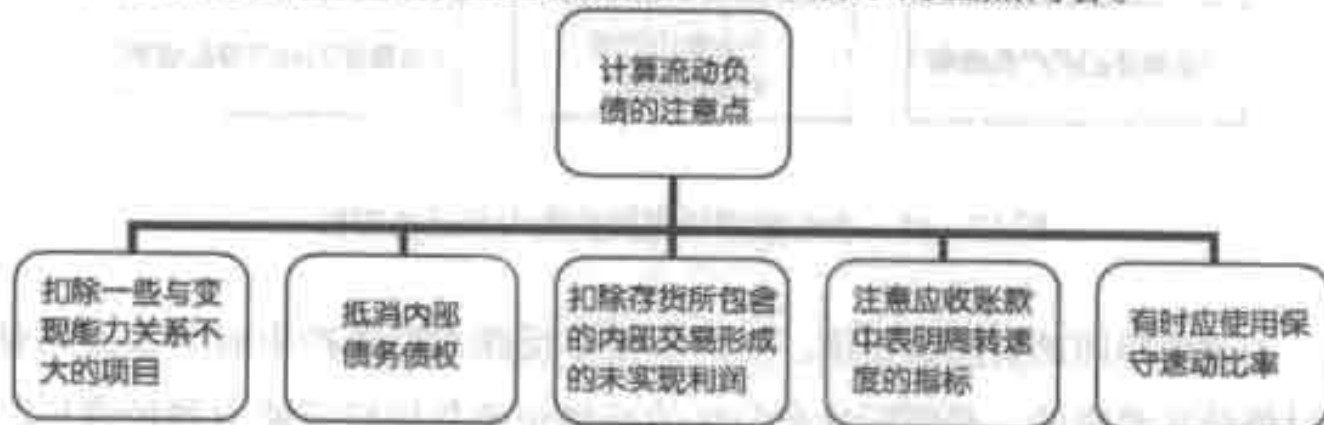 计算流动负
债的注意点
扣除一些与变
现能力关系不
大的项目
抵消内部
债务债权
扣除存货所包含
的内部交易形成
的未实现利润
注意应收账款
中表明周转速
度的指标
有时应使用保
守速动比率